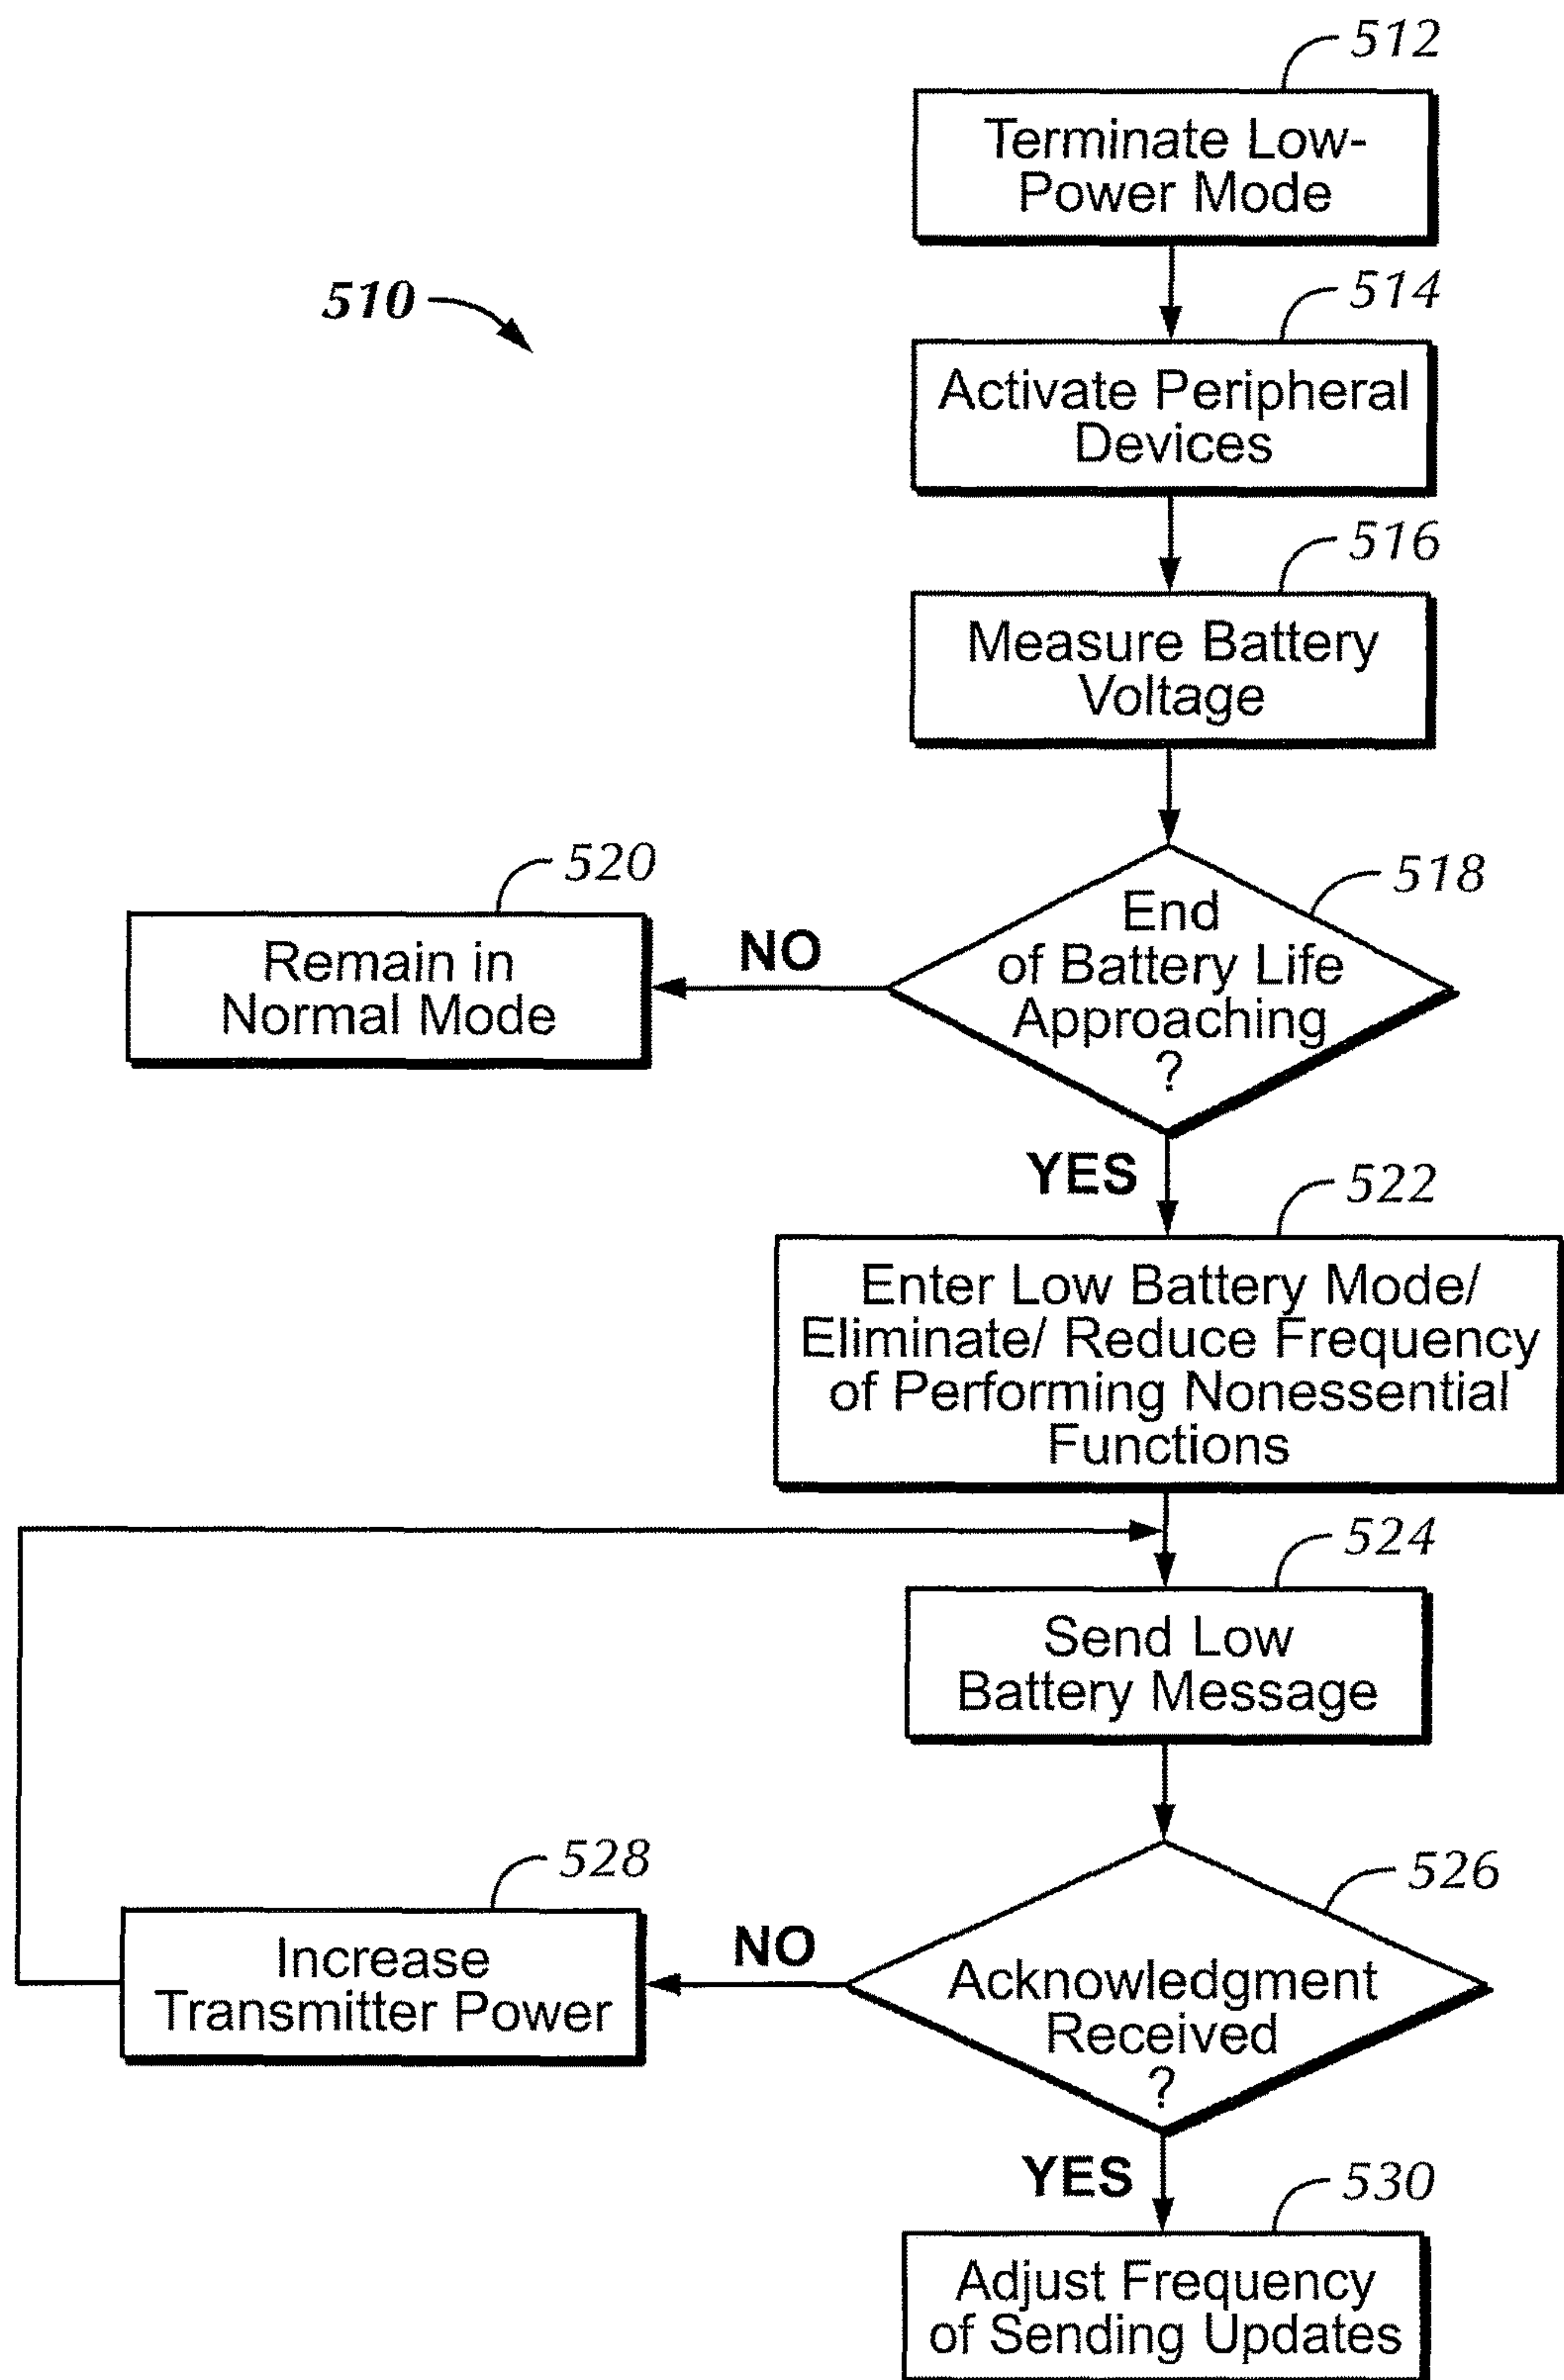 512
Terminate Low-
Power Mode
510
514
Activate Peripheral
Devices
516
Measure Battery
Voltage
520
518
Remain in
Normal Mode
NO
End
of Battery Life
Approaching
?
YES
522
Enter Low Battery Mode/
Eliminate/ Reduce Frequency
of Performing Nonessential
Functions
524
Send Low
Battery Message
528
526
Increase
Transmitter Power
NO
Acknowledgment
Received
?
YES
530
Adjust Frequency
of Sending Updates